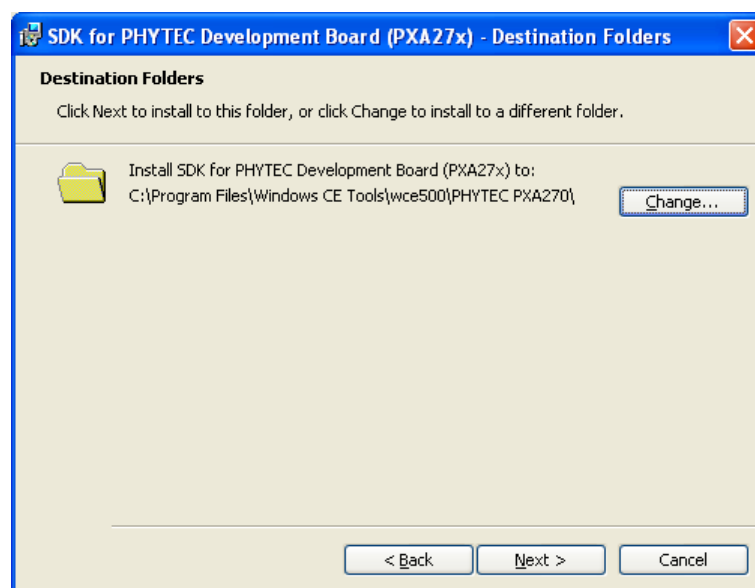 SDK for PHYTEC Development Board (PXA27x) - Destination Folders
Destination Folders
Click Next to install to this folder, or click Change to install to a different folder.
Install SDK for PHYTEC Development Board (PXA27x) to:
C:\Program Files\Windows CE Tools\wce500\PHYTEC PXA270\
Change...
< Back
Next >
Cancel